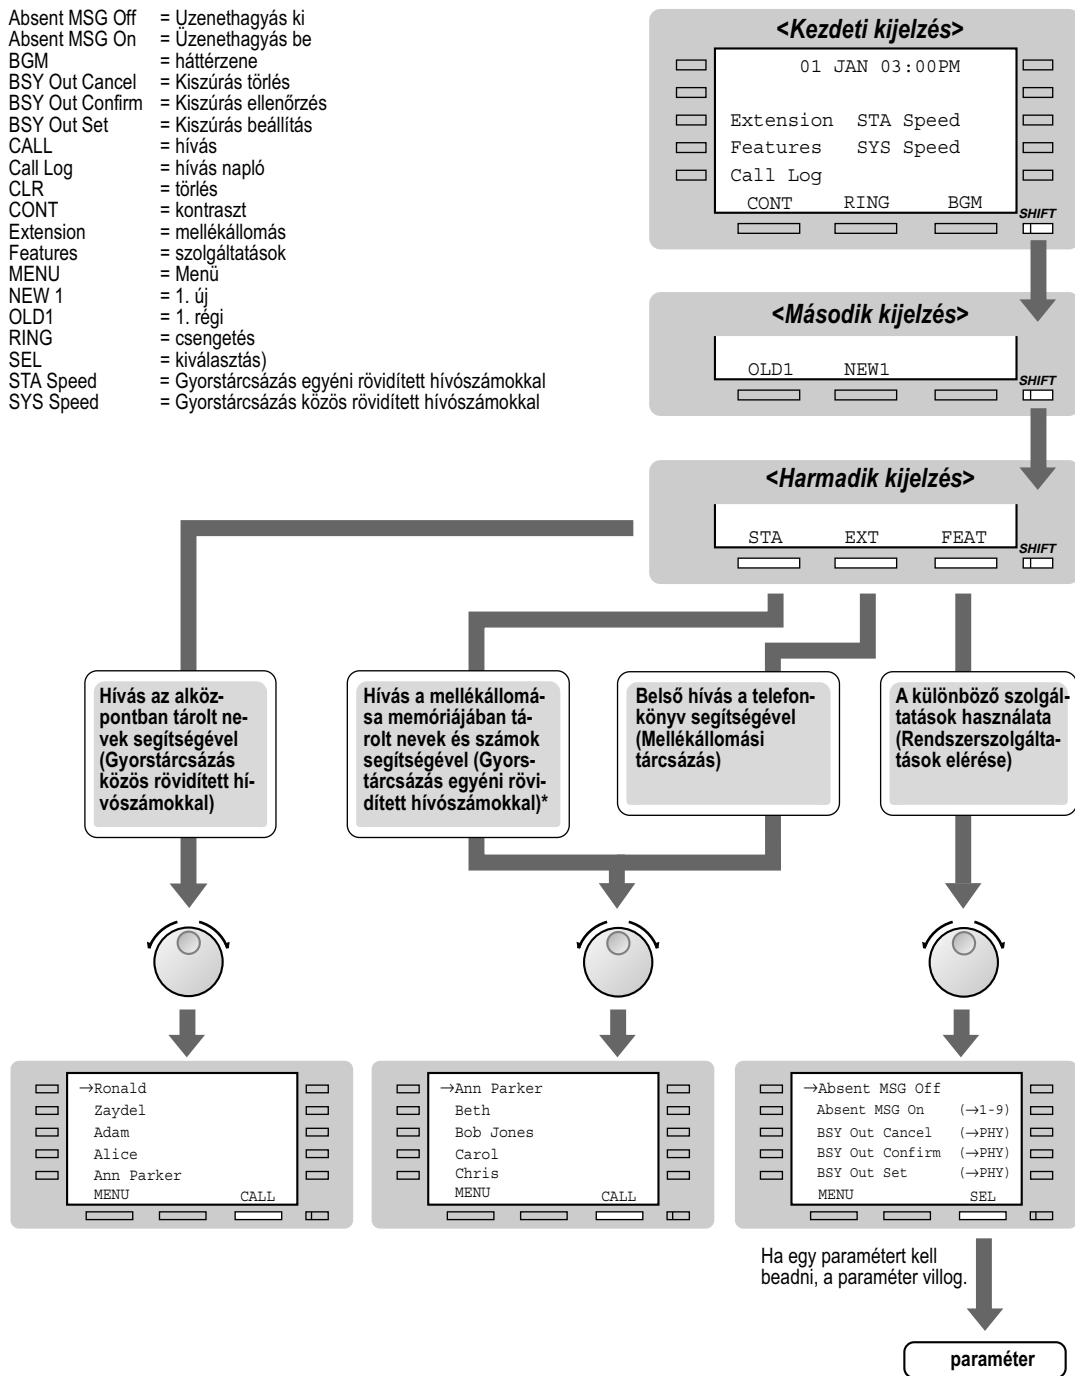 Absent MSG Off = Üzenethagyás ki
Absent MSG On = Üzenethagyás be
BGM = háttérzene
BSY Out Cancel = Kiszúrás törlés
BSY Out Confirm = Kiszúrás ellenőrzés
BSY Out Set = Kiszúrás beállítás
CALL = hívás
Call Log = hívás napló
CLR = törlés
CONT = kontraszt
Extension = mellékállomás
Features = szolgáltatások
MENU = Menü
NEW 1 = 1. új
OLD1 = 1. régi
RING = csengetés
SEL = kiválasztás)
STA Speed = Gyorstárcsázás egyéni rövidített hívószámokkal
SYS Speed = Gyorstárcsázás közös rövidített hívószámokkal
<Kezdeti kijelzés>
01 JAN 03:00PM
Extension STA Speed
Features SYS Speed
Call Log
CONT RING BGM
SHIFT
<Második kijelzés>
OLD1 NEW1
SHIFT
<Harmadik kijelzés>
STA EXT FEAT
SHIFT
Hívás az alköz-
pontban tárolt ne-
vek segítségével
(Gyorstárcsázás
közös rövidített hí-
vószámokkal)
Hívás a mellékállomá-
sa memóriájában tá-
rolt nevek és számok
segítségével (Gyors-
tárcsázás egyéni rövi-
dített hívószámokkal)*
Belső hívás a telefon-
könyv segítségével
(Mellékállomási
tárcsázás)
A különböző szolgál-
tatások használata
(Rendszerszolgálta-
tások elérése)
→Ronald
Zaydel
Adam
Alice
Ann Parker
MENU CALL
→Ann Parker
Beth
Bob Jones
Carol
Chris
MENU CALL
→Absent MSG Off
Absent MSG On (→1-9)
BSY Out Cancel (→PHY)
BSY Out Confirm (→PHY)
BSY Out Set (→PHY)
MENU SEL
Ha egy paramétert kell
beadni, a paraméter villog.
paraméter